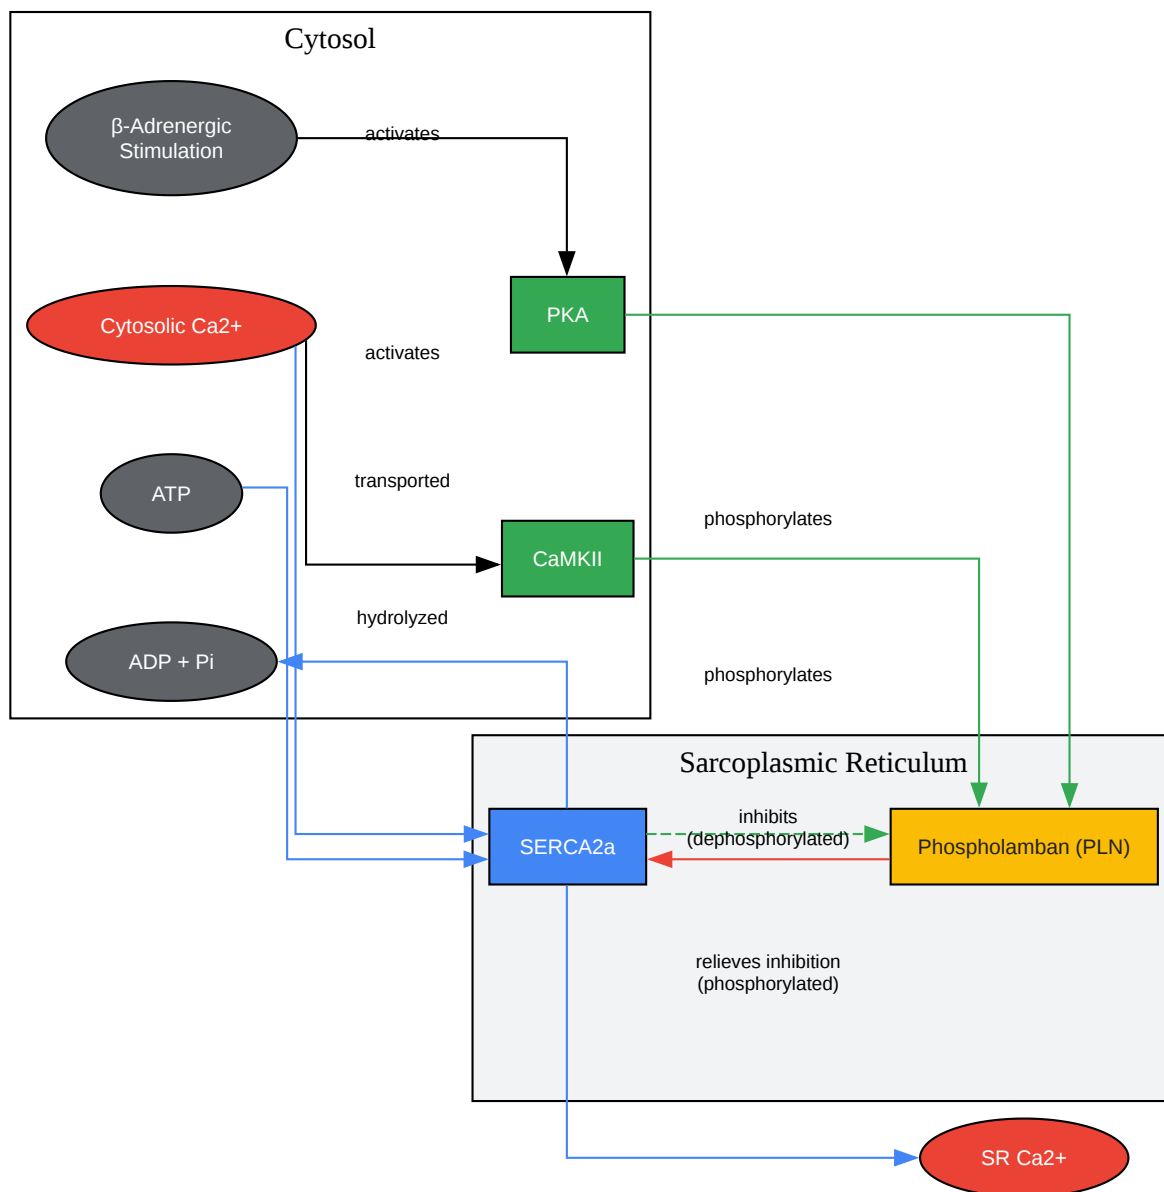 Cytosol
β-Adrenergic
Stimulation
activates
Cytosolic Ca2+
PKA
activates
ATP
transported
CaMKII
phosphorylates
hydrolyzed
ADP + Pi
phosphorylates
Sarcoplasmic Reticulum
SERCA2a
inhibits
(dephosphorylated)
Phospholamban (PLN)
relieves inhibition
(phosphorylated)
SR Ca2+